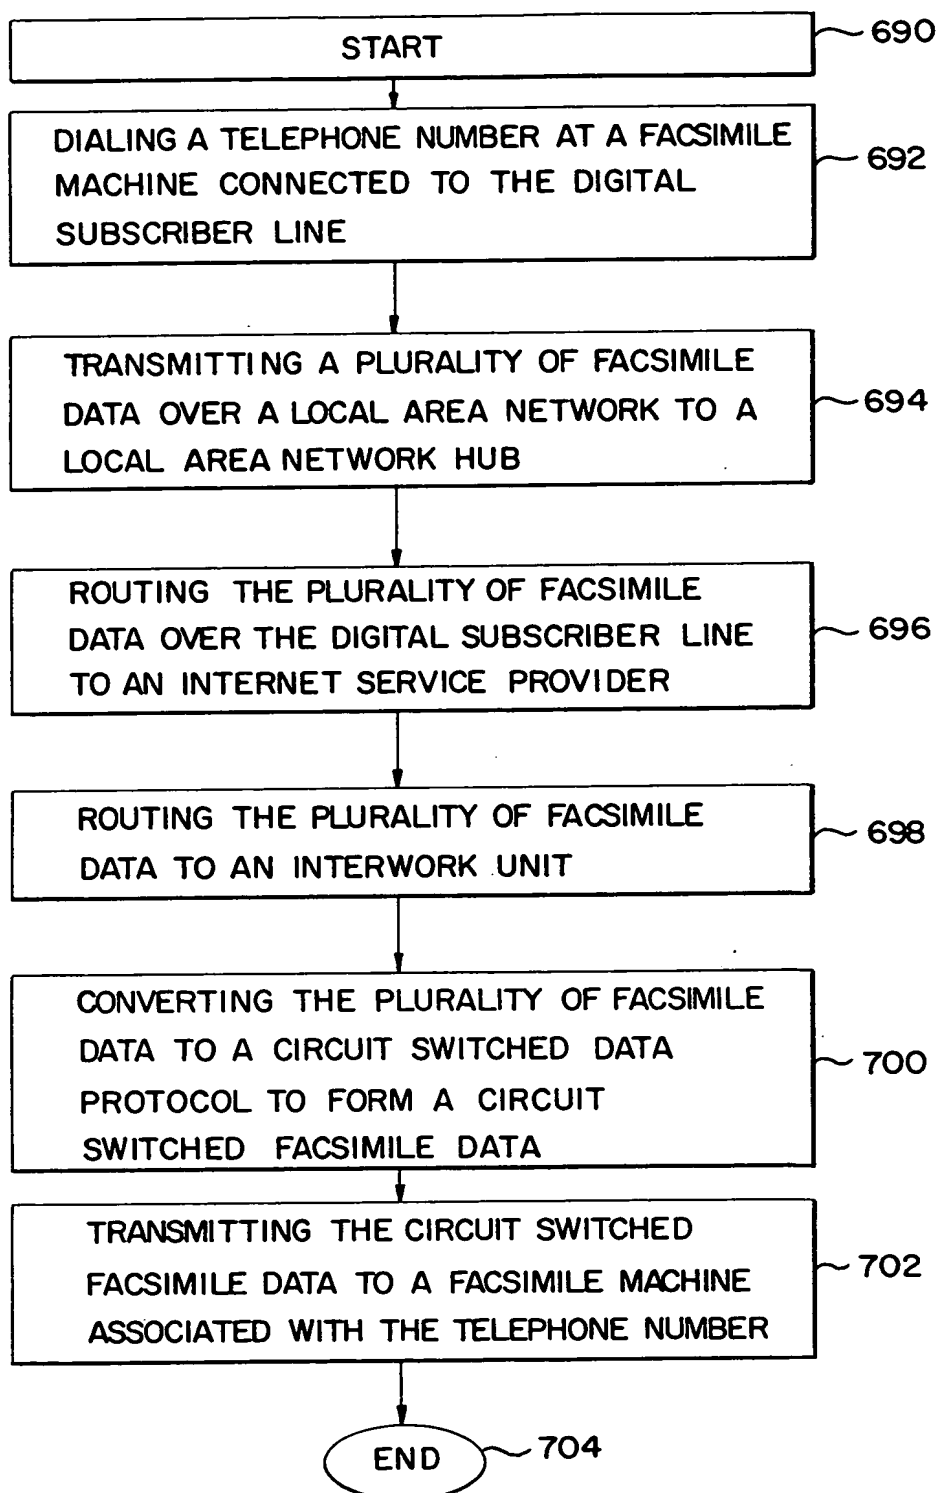 START
690
DIALING A TELEPHONE NUMBER AT A FACSIMILE
MACHINE CONNECTED TO THE DIGITAL
SUBSCRIBER LINE
692
TRANSMITTING A PLURALITY OF FACSIMILE
DATA OVER A LOCAL AREA NETWORK TO A
LOCAL AREA NETWORK HUB
694
ROUTING THE PLURALITY OF FACSIMILE
DATA OVER THE DIGITAL SUBSCRIBER LINE
TO AN INTERNET SERVICE PROVIDER
696
ROUTING THE PLURALITY OF FACSIMILE
DATA TO AN INTERWORK UNIT
698
CONVERTING THE PLURALITY OF FACSIMILE
DATA TO A CIRCUIT SWITCHED DATA
PROTOCOL TO FORM A CIRCUIT
SWITCHED FACSIMILE DATA
700
TRANSMITTING THE CIRCUIT SWITCHED
FACSIMILE DATA TO A FACSIMILE MACHINE
ASSOCIATED WITH THE TELEPHONE NUMBER
702
END
704